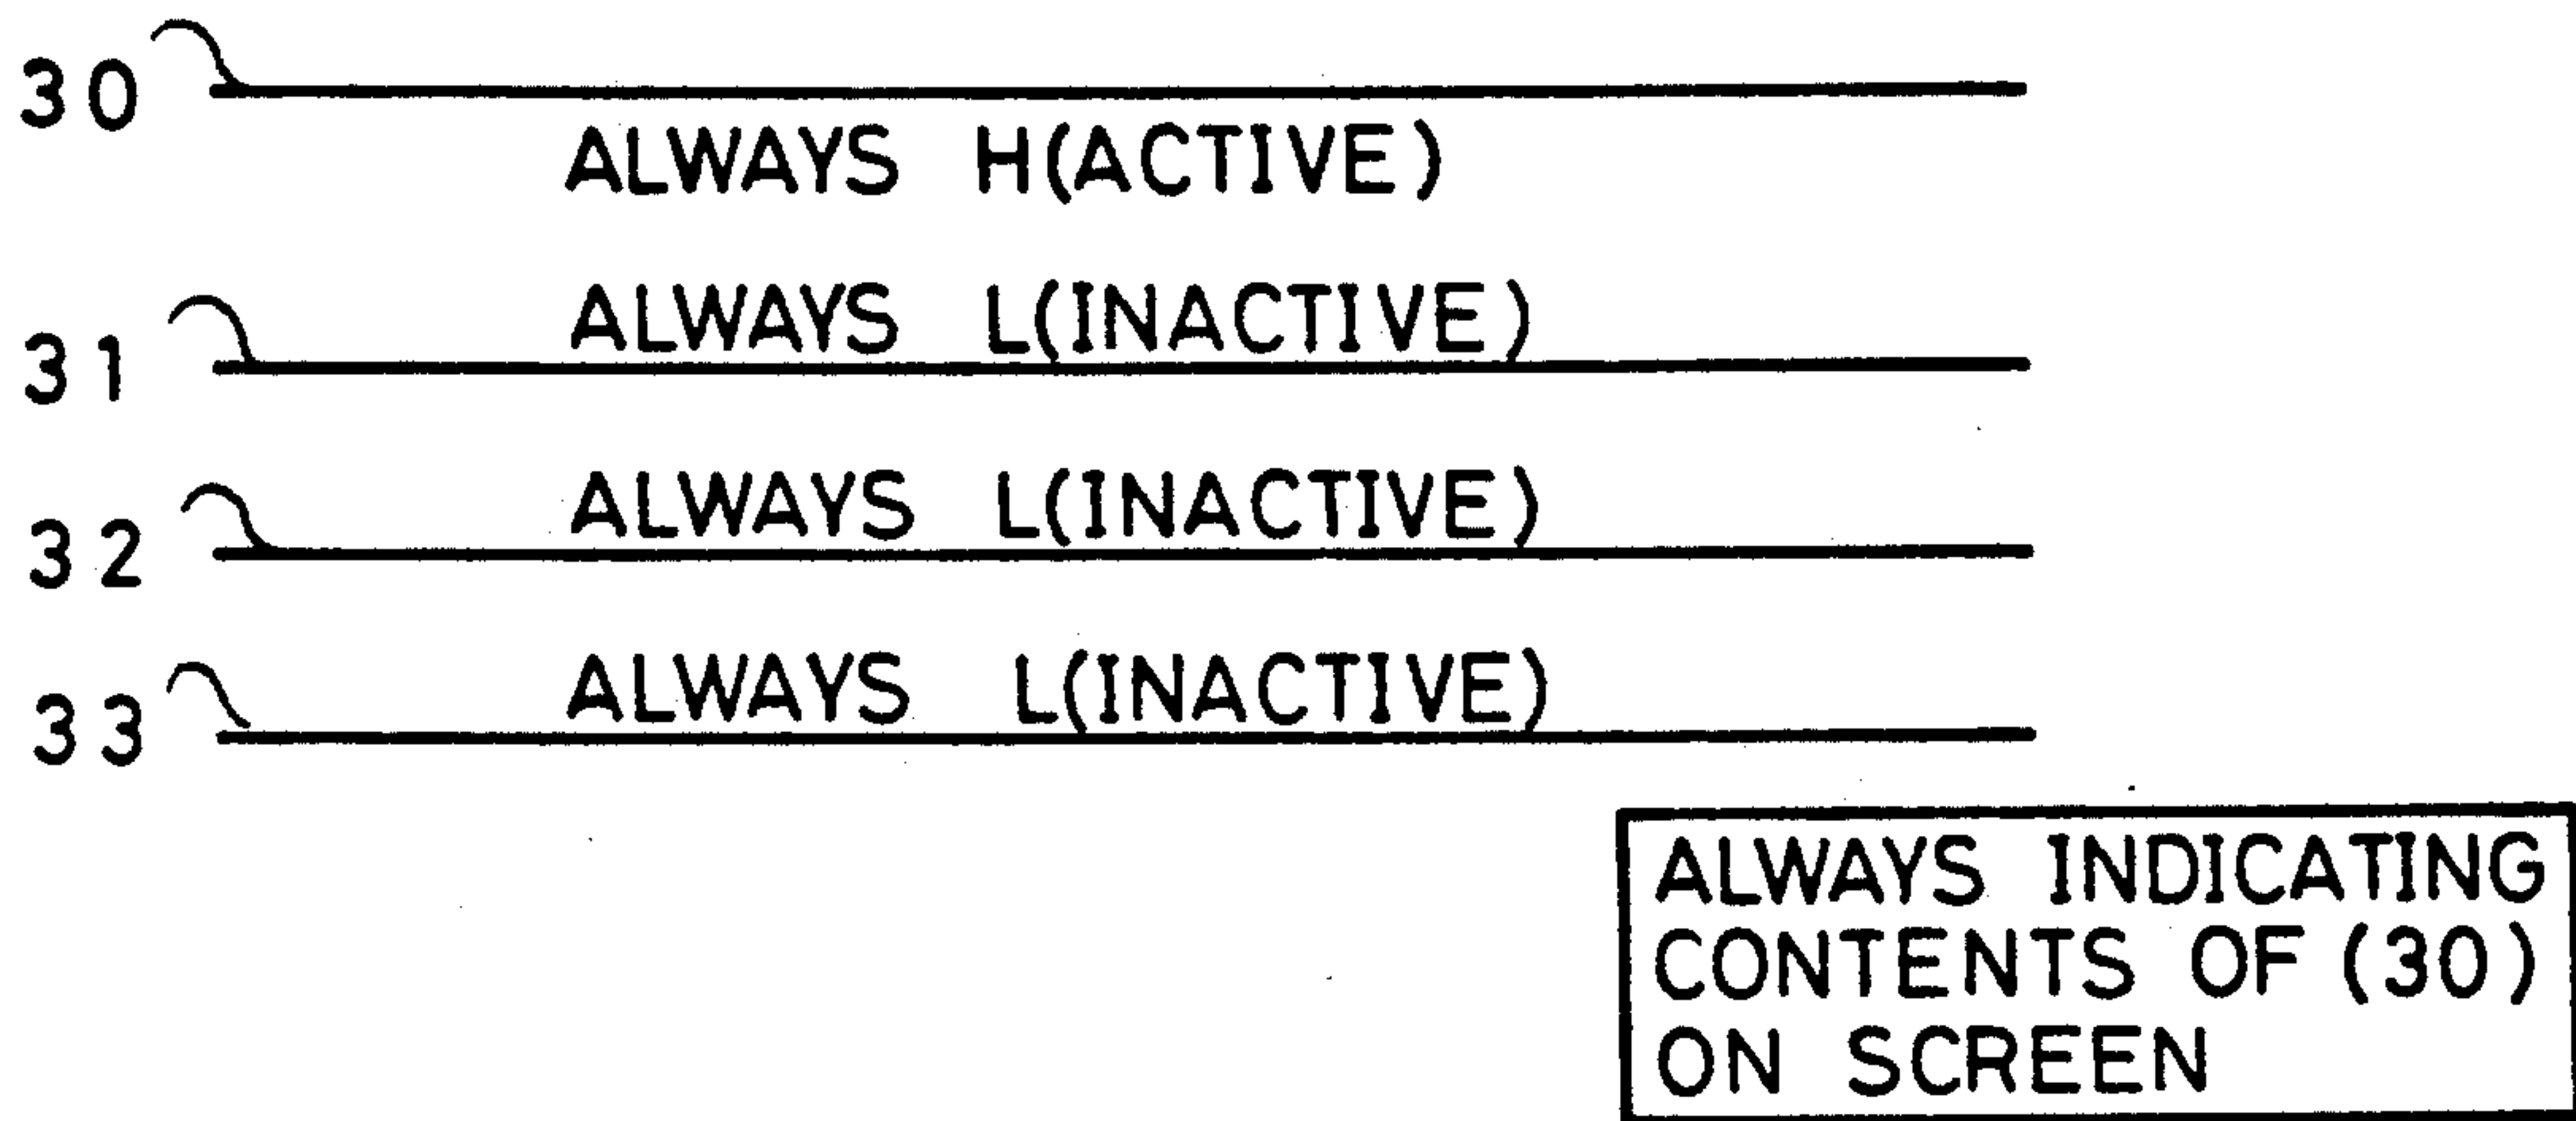 30
ALWAYS H(ACTIVE)
31
ALWAYS L(INACTIVE)
32
ALWAYS L(INACTIVE)
33
ALWAYS L(INACTIVE)
ALWAYS INDICATING
CONTENTS OF (30)
ON SCREEN